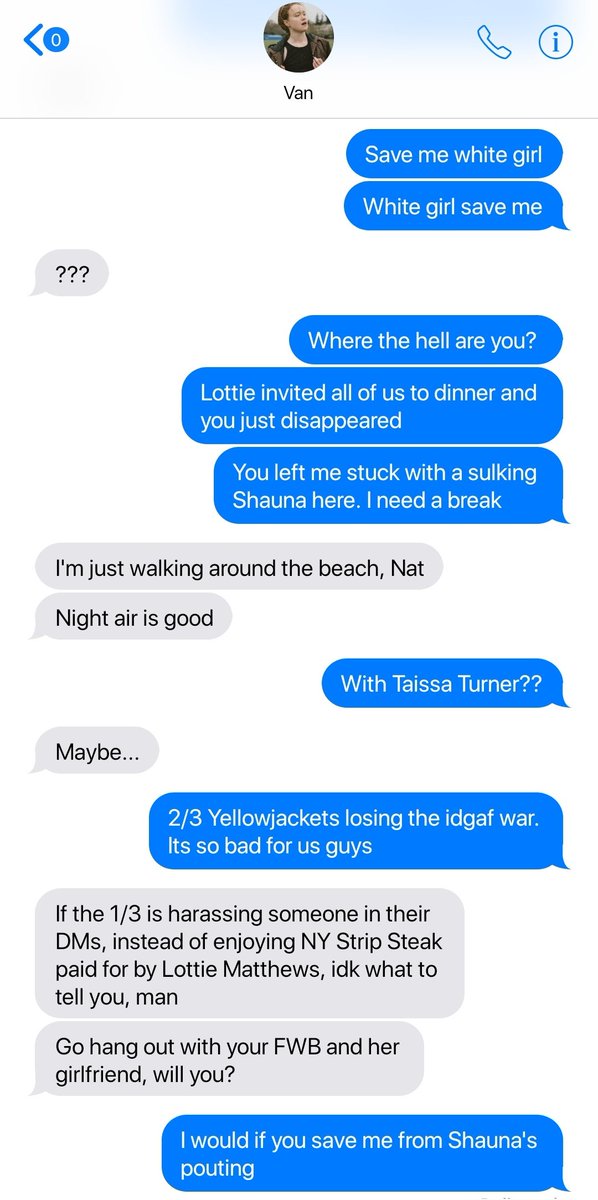 0
Van
Save me white girl
White girl save me
???
Where the hell are you?
Lottie invited all of us to dinner and
you just disappeared
You left me stuck with a sulking
Shauna here. I need a break
I'm just walking around the beach, Nat
Night air is good
With Taissa Turner??
Maybe...
2/3 Yellowjackets losing the idgaf war.
Its so bad for us guys
If the 1/3 is harassing someone in their
DMs, instead of enjoying NY Strip Steak
paid for by Lottie Matthews, idk what to
tell you, man
Go hang out with your FWB and her
girlfriend, will you?
I would if you save me from Shauna's
pouting